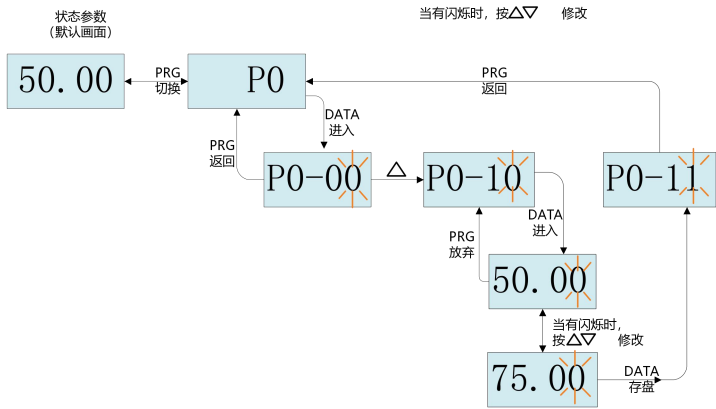 状态参数
(默认画面)
当有闪烁时，按△▽ 修改
50.00
PRG
切换
P0
PRG
返回
DATA
进入
PRG
返回
P0-00
△
P0-10
P0-11
DATA
进入
PRG
放弃
50.00
当有闪烁时，
按△▽ 修改
75.00
DATA
存盘